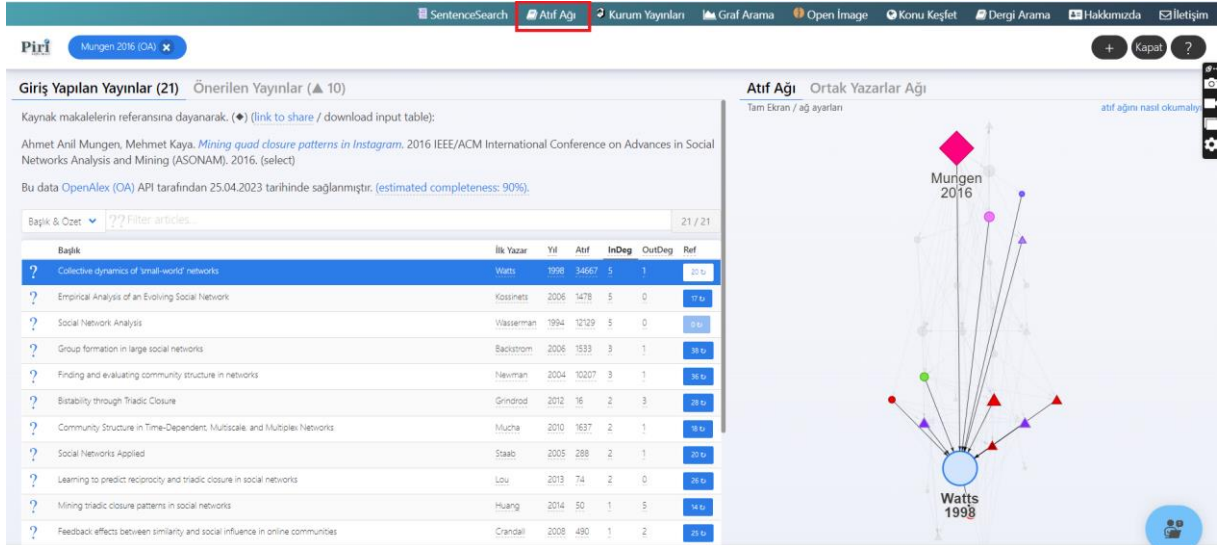 SentenceSearch Atıf Ağı Kurum Yayınları Graf Arama Open İmage Konu Keşfet Dergi Arama Hakkımızda İletişim
Piri Mungen 2016 (OA) + Kapat ?
Giriş Yapılan Yayınlar (21) Önerilen Yayınlar (▲ 10)
Kaynak makalelerin referansına dayanarak. (◆) (link to share / download input table):
Ahmet Anil Mungen, Mehmet Kaya. Mining quad closure patterns in Instagram. 2016 IEEE/ACM International Conference on Advances in Social
Networks Analysis and Mining (ASONAM). 2016. (select)
Bu data OpenAlex (OA) API tarafından 25.04.2023 tarihinde sağlanmıştır. (estimated completeness: 90%).
Başlık & Özet ?? Filter articles... 21 / 21
Başlık İlk Yazar Yıl Atıf InDeg OutDeg Ref
? Collective dynamics of 'small-world' networks Watts 1998 34667 5 1 20
? Empirical Analysis of an Evolving Social Network Kossinets 2006 1478 5 0 17
? Social Network Analysis Wasserman 1994 12129 5 0 0
? Group formation in large social networks Backstrom 2006 1533 3 1 38
? Finding and evaluating community structure in networks Newman 2004 10207 3 1 36
? Bistability through Triadic Closure Grindrod 2012 16 2 3 28
? Community Structure in Time-Dependent, Multiscale, and Multiplex Networks Mucha 2010 1637 2 1 18
? Social Networks Applied Staab 2005 288 2 1 20
? Learning to predict reciprocity and triadic closure in social networks Lou 2013 74 2 0 26
? Mining triadic closure patterns in social networks Huang 2014 50 1 5 14
? Feedback effects between similarity and social influence in online communities Crandall 2008 490 1 2 25
Atıf Ağı Ortak Yazarlar Ağı
Tam Ekran / ağ ayarları atıf ağını nasıl okumalıyı
Mungen
2016
Watts
1998